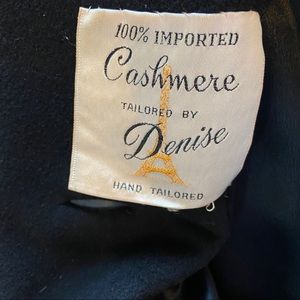 100% IMPORTED
Cashmere
TAILORED BY
Denise
HAND TAILORED